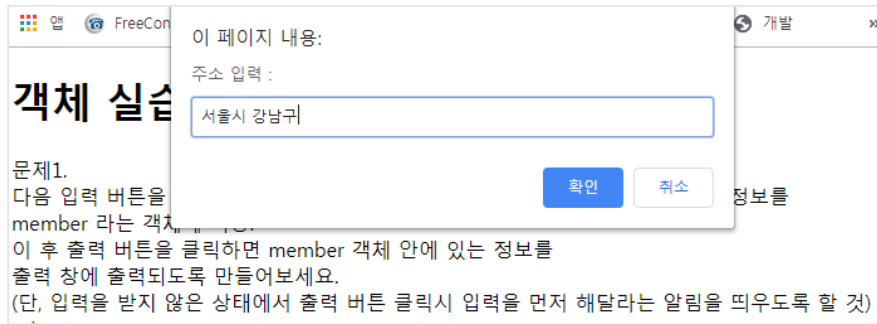 앱 FreeCon 개발 »
이 페이지 내용:
주소 입력 :
서울시 강남구
확인 취소
객체 실습
문제1.
다음 입력 버튼을 정보를
member 라는 객체
이 후 출력 버튼을 클릭하면 member 객체 안에 있는 정보를
출력 창에 출력되도록 만들어보세요.
(단, 입력을 받지 않은 상태에서 출력 버튼 클릭시 입력을 먼저 해달라는 알림을 띄우도록 할 것)